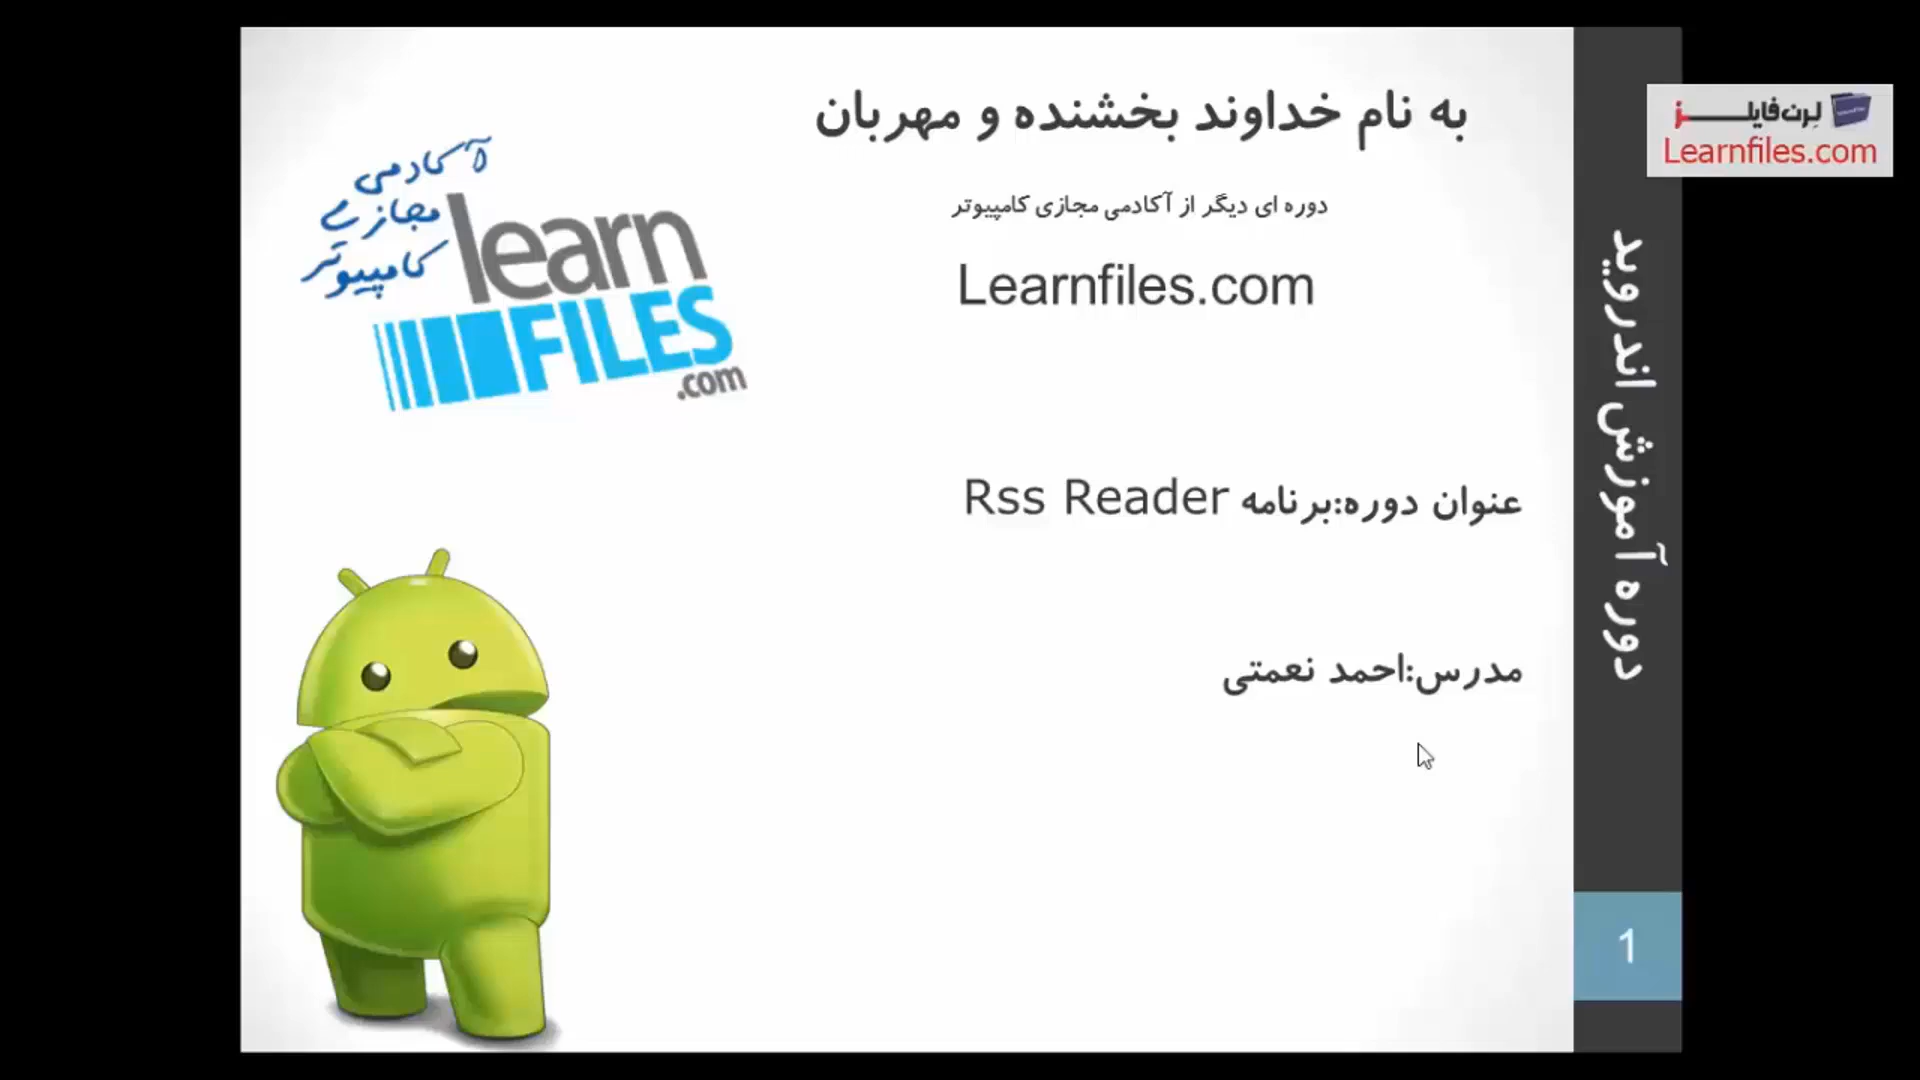 به نام خداوند بخشنده و مهربان
دوره ای دیگر از آکادمی مجازی کامپیوتر
Learnfiles.com
عنوان دوره:برنامه Rss Reader
مدرس:احمد نعمتی
آکادمی
مجازی
کامپیوتر
learn
FILES
.com
دوره آموزش اندروید
1
لرن‌فایلز
Learnfiles.com